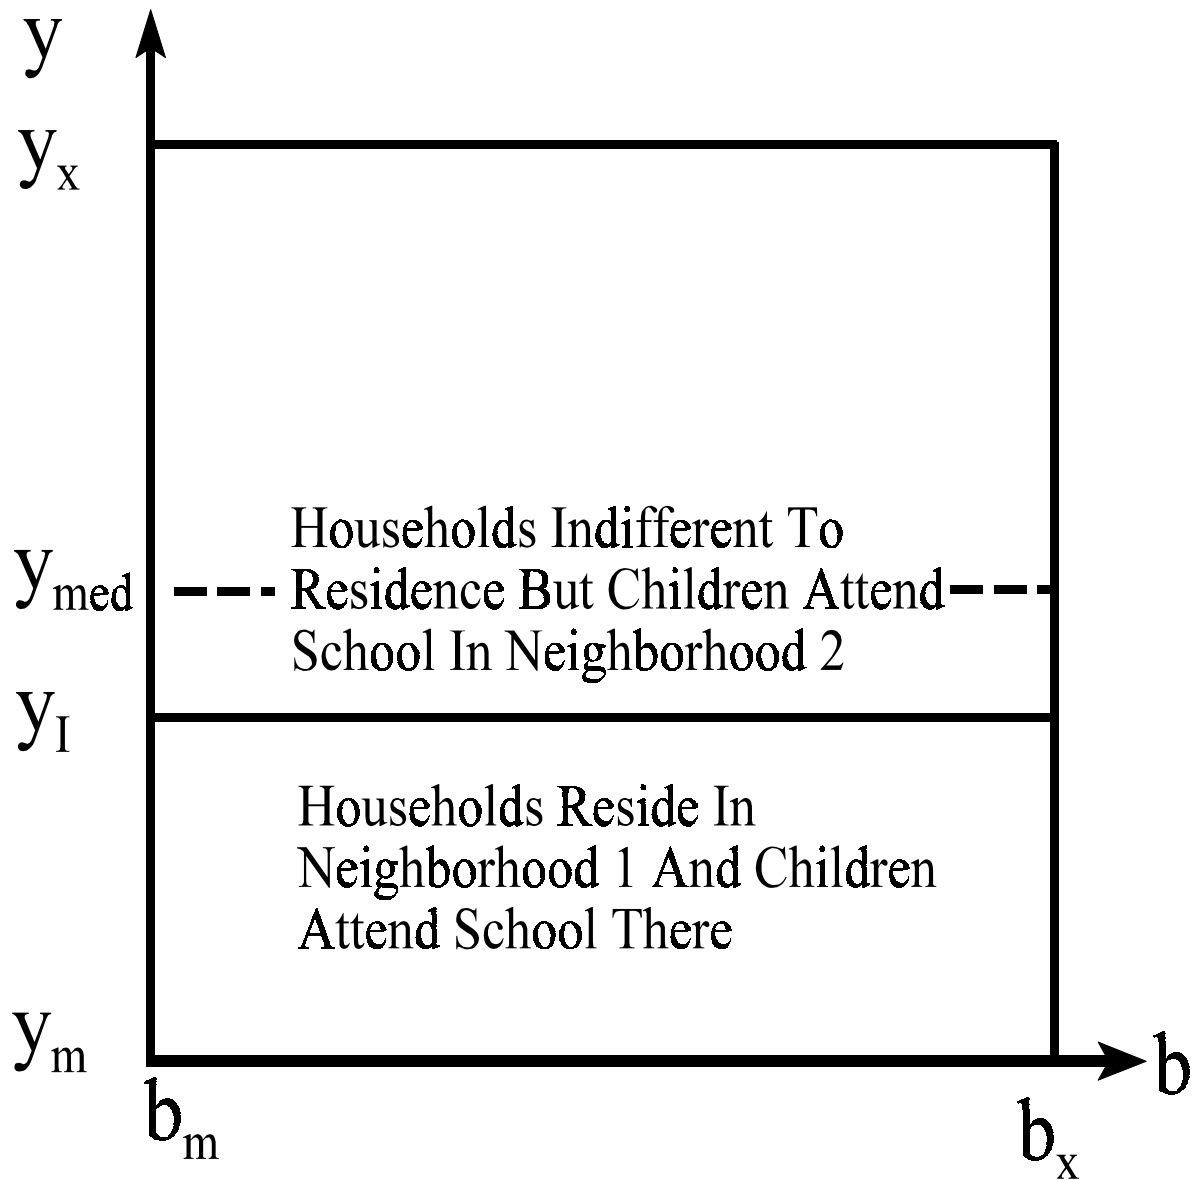 y
yx
Households Indifferent To
ymed Residence But Children Attend
School In Neighborhood 2
yI
Households Reside In
Neighborhood 1 And Children
Attend School There
ym
b
bm
bx